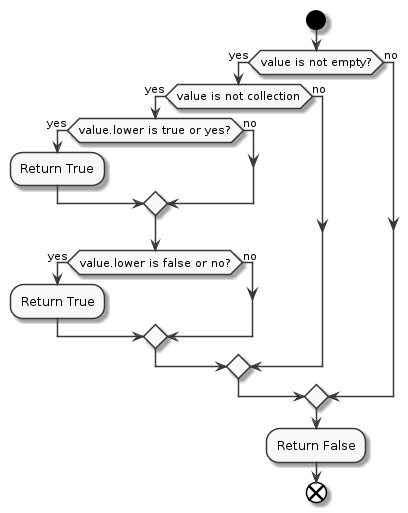 yes
value is not empty?
no
yes
value is not collection
no
yes
value.lower is true or yes?
no
Return True
yes
value.lower is false or no?
no
Return True
Return False